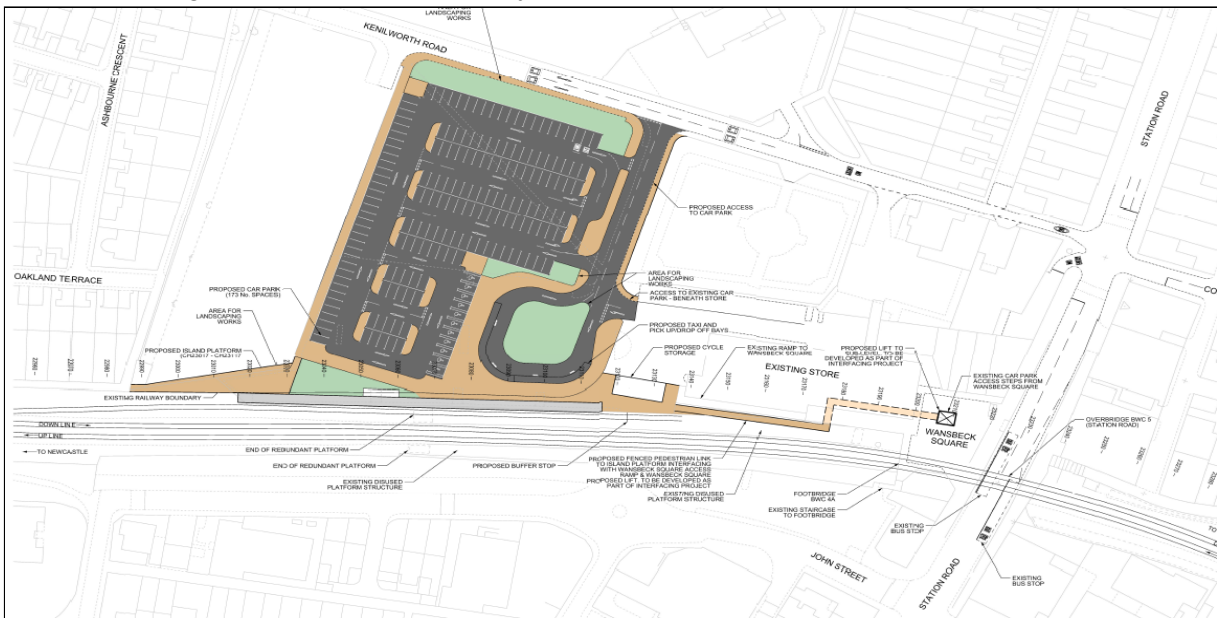 LANDSCAPING
WORKS
KENILWORTH ROAD
ASHBOURNE CRESCENT
STATION ROAD
PROPOSED ACCESS
TO CAR PARK
OAKLAND TERRACE
PROPOSED CAR PARK
(173 No. SPACES)
AREA FOR
LANDSCAPING
WORKS
AREA FOR
LANDSCAPING
WORKS
ACCESS TO EXISTING CAR
PARK - BENEATH STORE
PROPOSED TAXI AND
PICK UP/DROP OFF BAYS
PROPOSED ISLAND PLATFORM
PROPOSED CYCLE
STORAGE
EXISTING RAMP TO
WANSBECK SQUARE
EXISTING STORE
PROPOSED LIFT TO
SUB-LEVEL, TO BE
DEVELOPED AS PART OF
INTERFACING PROJECT
EXISTING CAR PARK
ACCESS STEPS FROM
WANSBECK SQUARE
OVERBRIDGE BWC 5
(STATION ROAD)
WANSBECK
SQUARE
EXISTING RAILWAY BOUNDARY
DOWN LINE
UP LINE
TO NEWCASTLE
END OF REDUNDANT PLATFORM
END OF REDUNDANT PLATFORM
EXISTING DISUSED
PLATFORM STRUCTURE
PROPOSED BUFFER STOP
PROPOSED FENCED PEDESTRIAN LINK
TO ISLAND PLATFORM INTERFACING
WITH WANSBECK SQUARE ACCESS
RAMP & WANSBECK SQUARE
PROPOSED LIFT, TO BE DEVELOPED AS
PART OF INTERFACING PROJECT
EXISTING DISUSED
PLATFORM STRUCTURE
FOOTBRIDGE
BWC 4A
EXISTING STAIRCASE
TO FOOTBRIDGE
EXISTING
BUS STOP
JOHN STREET
STATION ROAD
EXISTING
BUS STOP